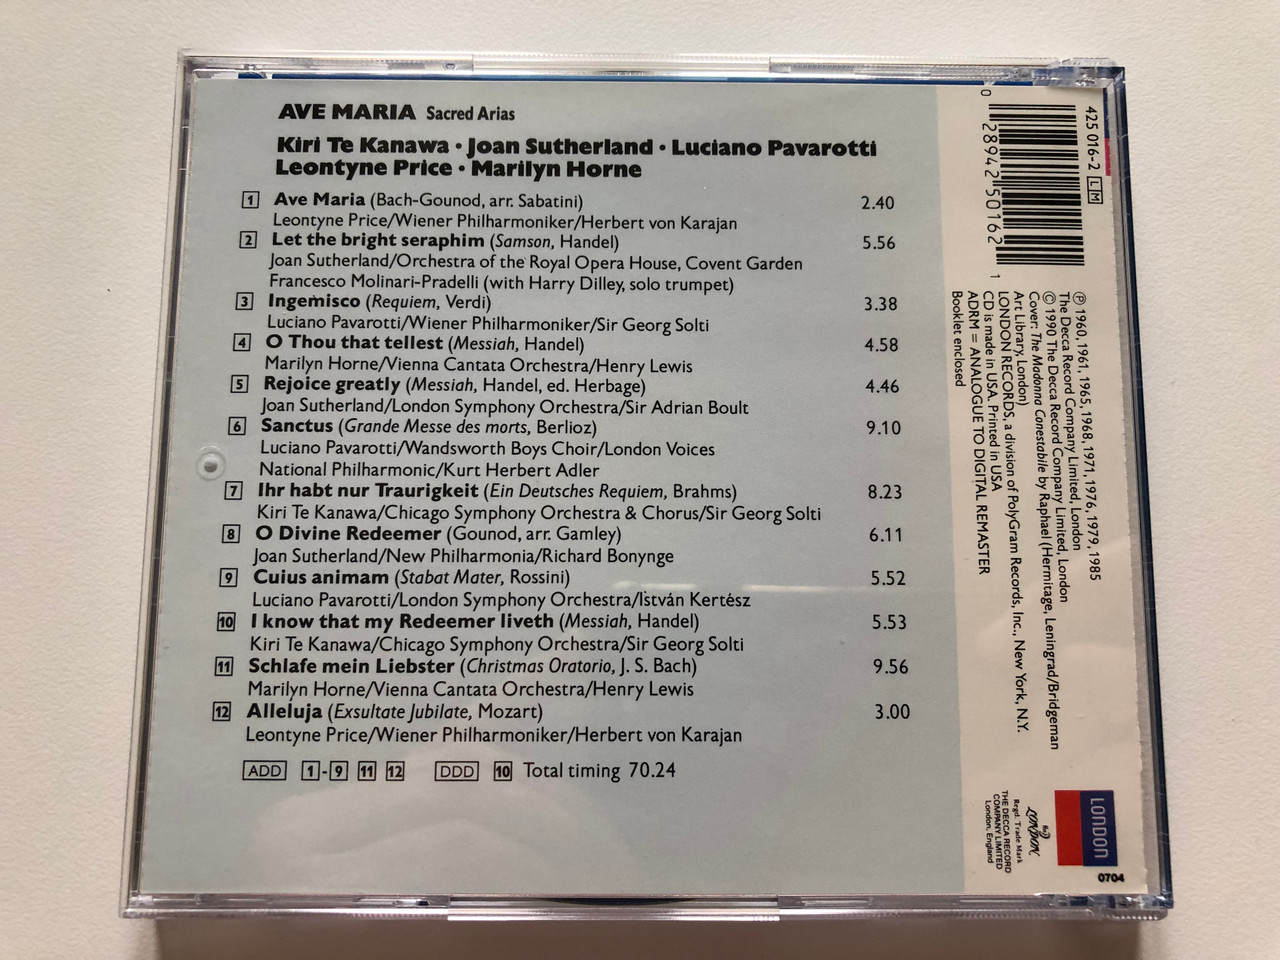 AVE MARIA Sacred Arias
Kiri Te Kanawa · Joan Sutherland · Luciano Pavarotti
Leontyne Price · Marilyn Horne
1 Ave Maria (Bach-Gounod, arr. Sabatini) 2.40
Leontyne Price/Wiener Philharmoniker/Herbert von Karajan
2 Let the bright seraphim (Samson, Handel) 5.56
Joan Sutherland/Orchestra of the Royal Opera House, Covent Garden
Francesco Molinari-Pradelli (with Harry Dilley, solo trumpet)
3 Ingemisco (Requiem, Verdi) 3.38
Luciano Pavarotti/Wiener Philharmoniker/Sir Georg Solti
4 O Thou that tellest (Messiah, Handel) 4.58
Marilyn Horne/Vienna Cantata Orchestra/Henry Lewis
5 Rejoice greatly (Messiah, Handel, ed. Herbage) 4.46
Joan Sutherland/London Symphony Orchestra/Sir Adrian Boult
6 Sanctus (Grande Messe des morts, Berlioz) 9.10
Luciano Pavarotti/Wandsworth Boys Choir/London Voices
National Philharmonic/Kurt Herbert Adler
7 Ihr habt nur Traurigkeit (Ein Deutsches Requiem, Brahms) 8.23
Kiri Te Kanawa/Chicago Symphony Orchestra & Chorus/Sir Georg Solti
8 O Divine Redeemer (Gounod, arr. Gamley) 6.11
Joan Sutherland/New Philharmonia/Richard Bonynge
9 Cuius animam (Stabat Mater, Rossini) 5.52
Luciano Pavarotti/London Symphony Orchestra/István Kertész
10 I know that my Redeemer liveth (Messiah, Handel) 5.53
Kiri Te Kanawa/Chicago Symphony Orchestra/Sir Georg Solti
11 Schlafe mein Liebster (Christmas Oratorio, J. S. Bach) 9.56
Marilyn Horne/Vienna Cantata Orchestra/Henry Lewis
12 Alleluja (Exsultate Jubilate, Mozart) 3.00
Leontyne Price/Wiener Philharmoniker/Herbert von Karajan
ADD 1-9 11 12 DDD 10 Total timing 70.24
425 016-2 LM
0 28942 50162 1
℗ 1960, 1961, 1965, 1968, 1971, 1976, 1979, 1985
The Decca Record Company Limited, London
© 1990 The Decca Record Company Limited, London
Cover: The Madonna Conestabile by Raphael (Hermitage, Leningrad/Bridgeman
Art Library, London)
LONDON RECORDS, a division of PolyGram Records, Inc., New York, N.Y.
CD is made in USA. Printed in USA
ADRM = ANALOGUE TO DIGITAL REMASTER
Booklet enclosed
LONDON
LONDON
Regd. Trade Mark
THE DECCA RECORD
COMPANY LIMITED
London, England
0704